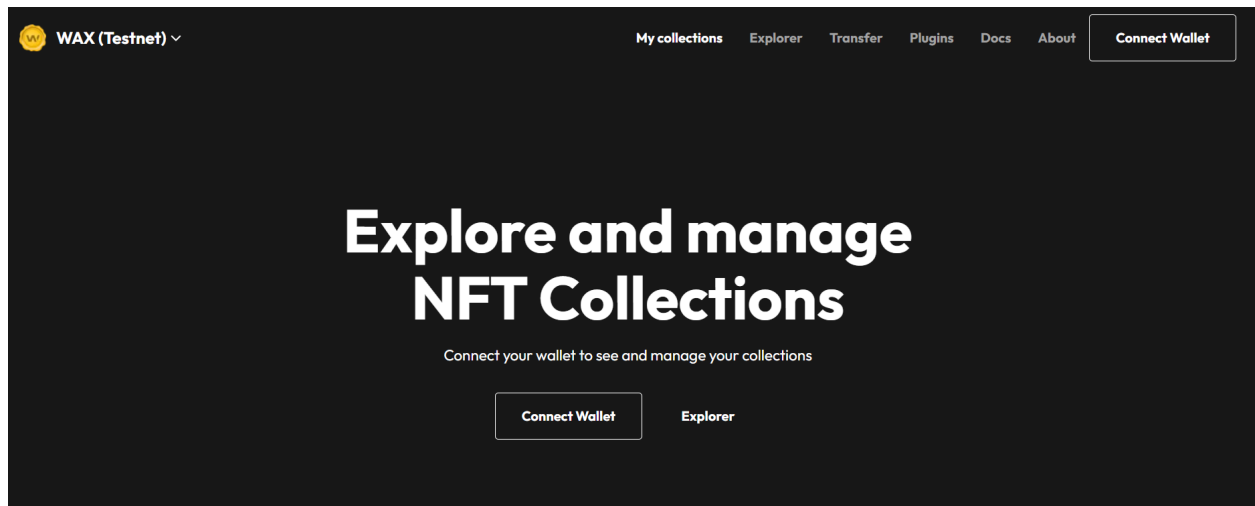 WAX (Testnet)
My collections
Explorer
Transfer
Plugins
Docs
About
Connect Wallet
Explore and manage
NFT Collections
Connect your wallet to see and manage your collections
Connect Wallet
Explorer